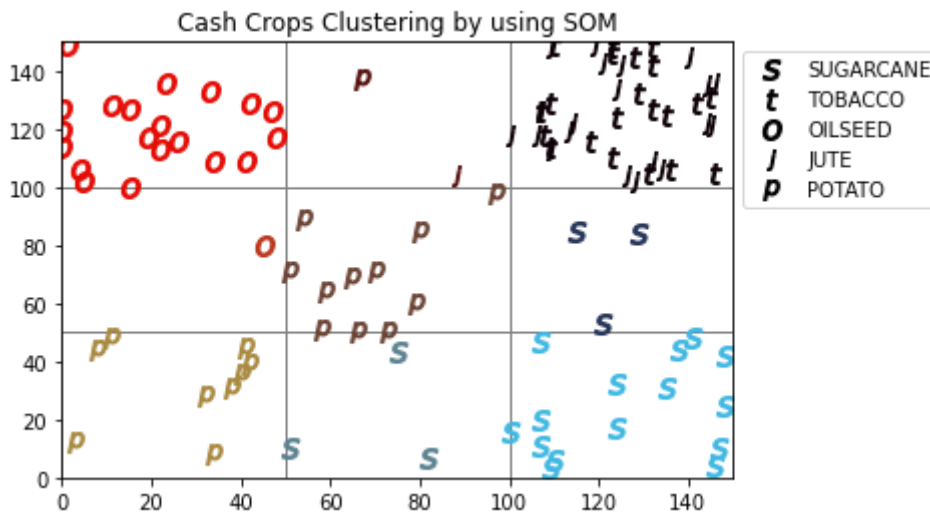 Cash Crops Clustering by using SOM
140
120
100
80
60
40
20
0
0 20 40 60 80 100 120 140
S SUGARCANE
t TOBACCO
O OILSEED
J JUTE
p POTATO